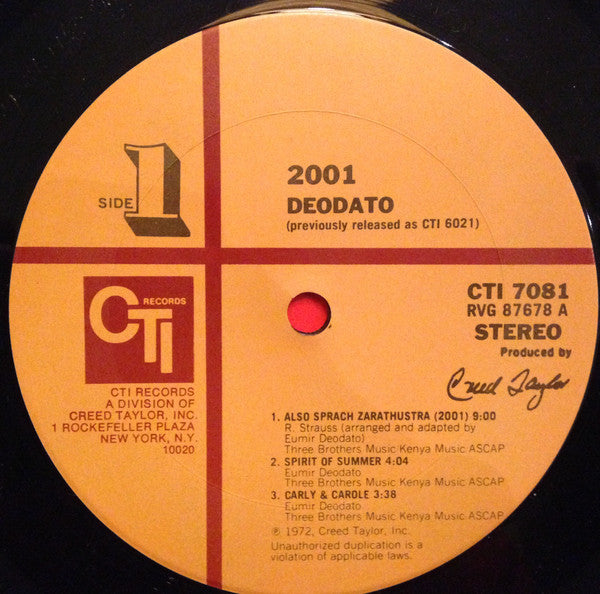 SIDE 1
2001
DEODATO
(previously released as CTI 6021)
CTI RECORDS
CTI RECORDS
A DIVISION OF
CREED TAYLOR, INC.
1 ROCKEFELLER PLAZA
NEW YORK, N.Y.
10020
CTI 7081
RVG 87678 A
STEREO
Produced by
Creed Taylor
1. ALSO SPRACH ZARATHUSTRA (2001) 9:00
R. Strauss (arranged and adapted by
Eumir Deodato)
Three Brothers Music/Kenya Music ASCAP
2. SPIRIT OF SUMMER 4:04
Eumir Deodato
Three Brothers Music/Kenya Music ASCAP
3. CARLY & CAROLE 3:38
Eumir Deodato
Three Brothers Music/Kenya Music ASCAP
℗ 1972, Creed Taylor, Inc.
Unauthorized duplication is a
violation of applicable laws.